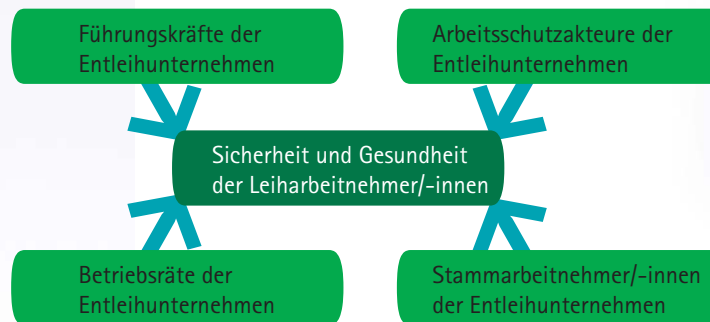 Führungskräfte der
Entleihunternehmen
Arbeitsschutzakteure der
Entleihunternehmen
Sicherheit und Gesundheit
der Leiharbeitnehmer/-innen
Betriebsräte der
Entleihunternehmen
Stammarbeitnehmer/-innen
der Entleihunternehmen